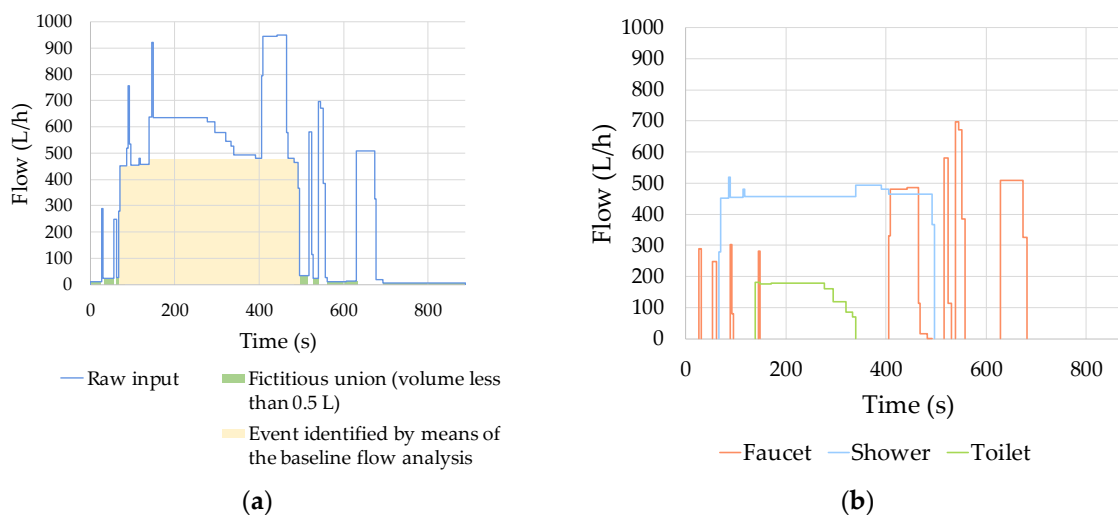 1000
900
800
700
600
500
400
300
200
100
0
Flow (L/h)
0 200 400 600 800
Time (s)
Raw input
Fictitious union (volume less
than 0.5 L)
Event identified by means of
the baseline flow analysis
(a)
1000
900
800
700
600
500
400
300
200
100
0
Flow (L/h)
0 200 400 600 800
Time (s)
Faucet Shower Toilet
(b)